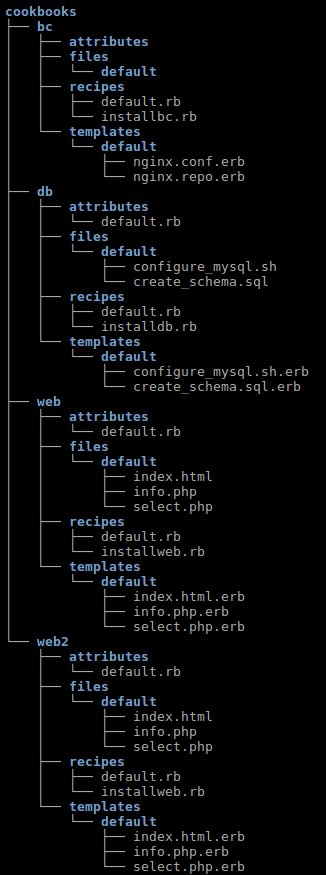 cookbooks
├── bc
│   ├── attributes
│   ├── files
│   │   └── default
│   ├── recipes
│   │   ├── default.rb
│   │   └── installbc.rb
│   └── templates
│       └── default
│           ├── nginx.conf.erb
│           └── nginx.repo.erb
├── db
│   ├── attributes
│   │   └── default.rb
│   ├── files
│   │   └── default
│   │       ├── configure_mysql.sh
│   │       └── create_schema.sql
│   ├── recipes
│   │   ├── default.rb
│   │   └── installdb.rb
│   └── templates
│       └── default
│           ├── configure_mysql.sh.erb
│           └── create_schema.sql.erb
├── web
│   ├── attributes
│   │   └── default.rb
│   ├── files
│   │   └── default
│   │       ├── index.html
│   │       ├── info.php
│   │       └── select.php
│   ├── recipes
│   │   ├── default.rb
│   │   └── installweb.rb
│   └── templates
│       └── default
│           ├── index.html.erb
│           ├── info.php.erb
│           └── select.php.erb
└── web2
    ├── attributes
    │   └── default.rb
    ├── files
    │   └── default
    │       ├── index.html
    │       ├── info.php
    │       └── select.php
    ├── recipes
    │   ├── default.rb
    │   └── installweb.rb
    └── templates
        └── default
            ├── index.html.erb
            ├── info.php.erb
            └── select.php.erb